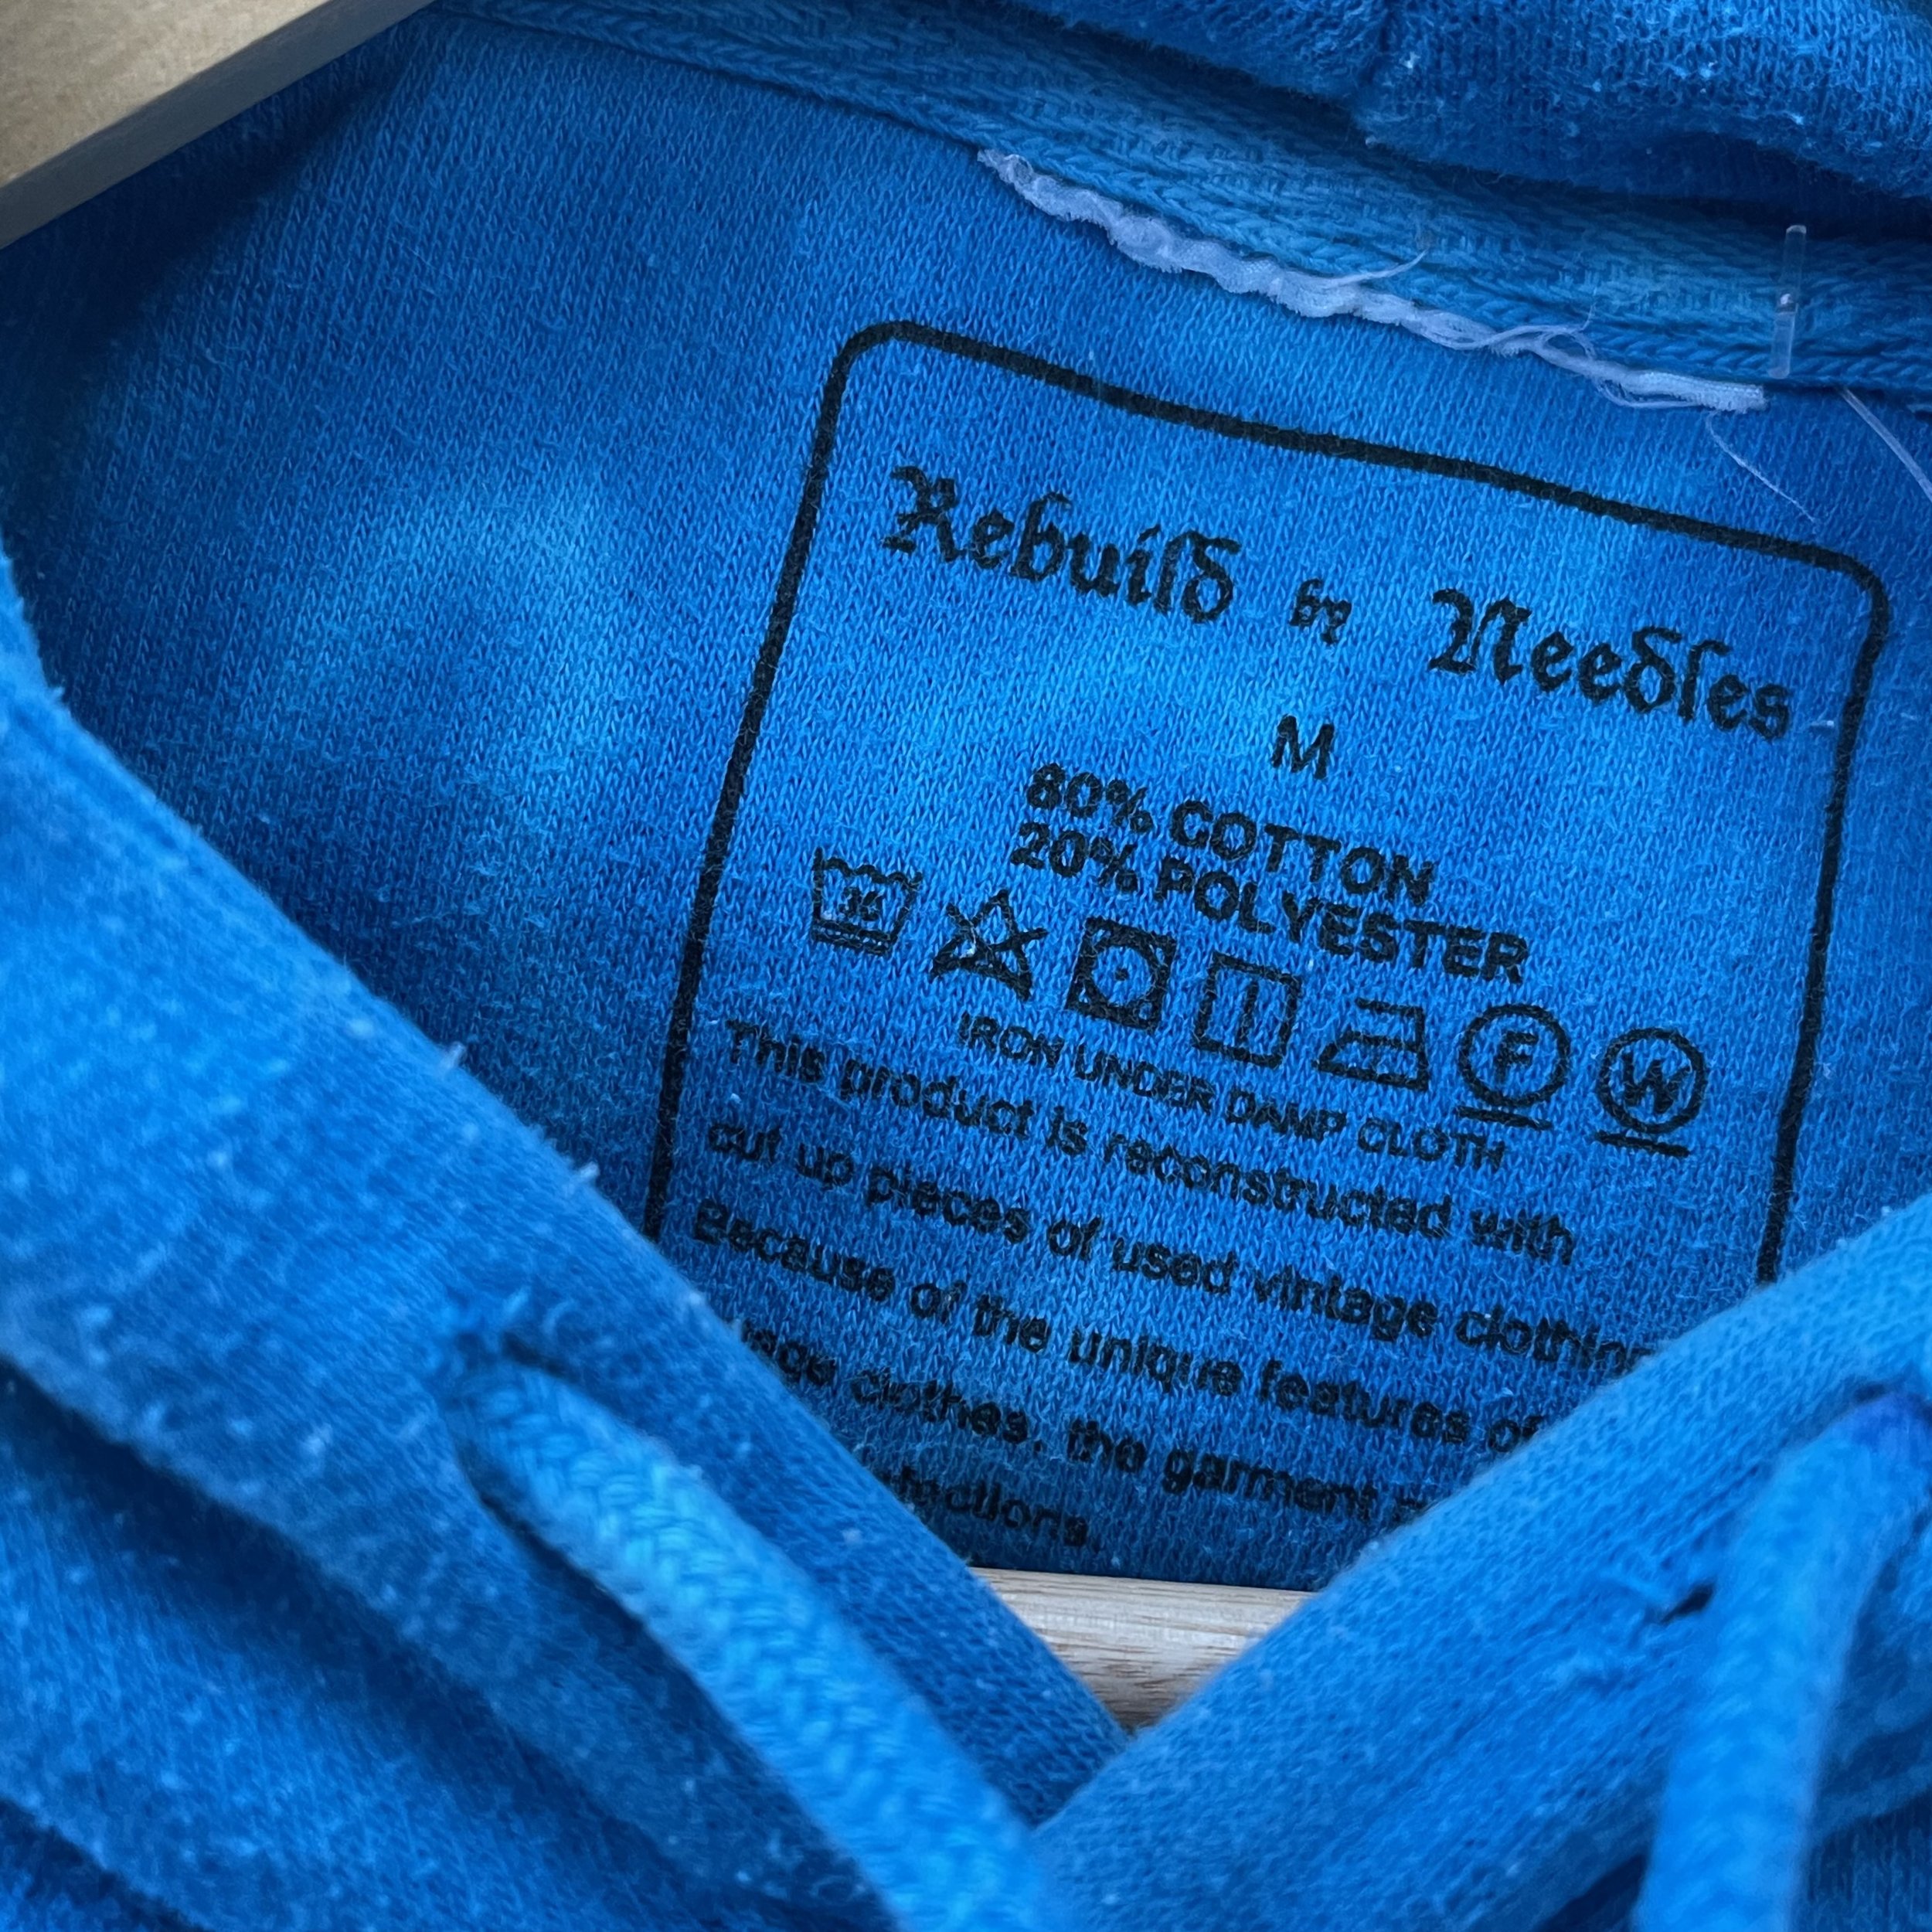 Rebuild by Needles
M
80% COTTON
20% POLYESTER
F W
IRON UNDER DAMP CLOTH
This product is reconstructed with
cut up pieces of used vintage clothing
Because of the unique features of
clothes, the garment